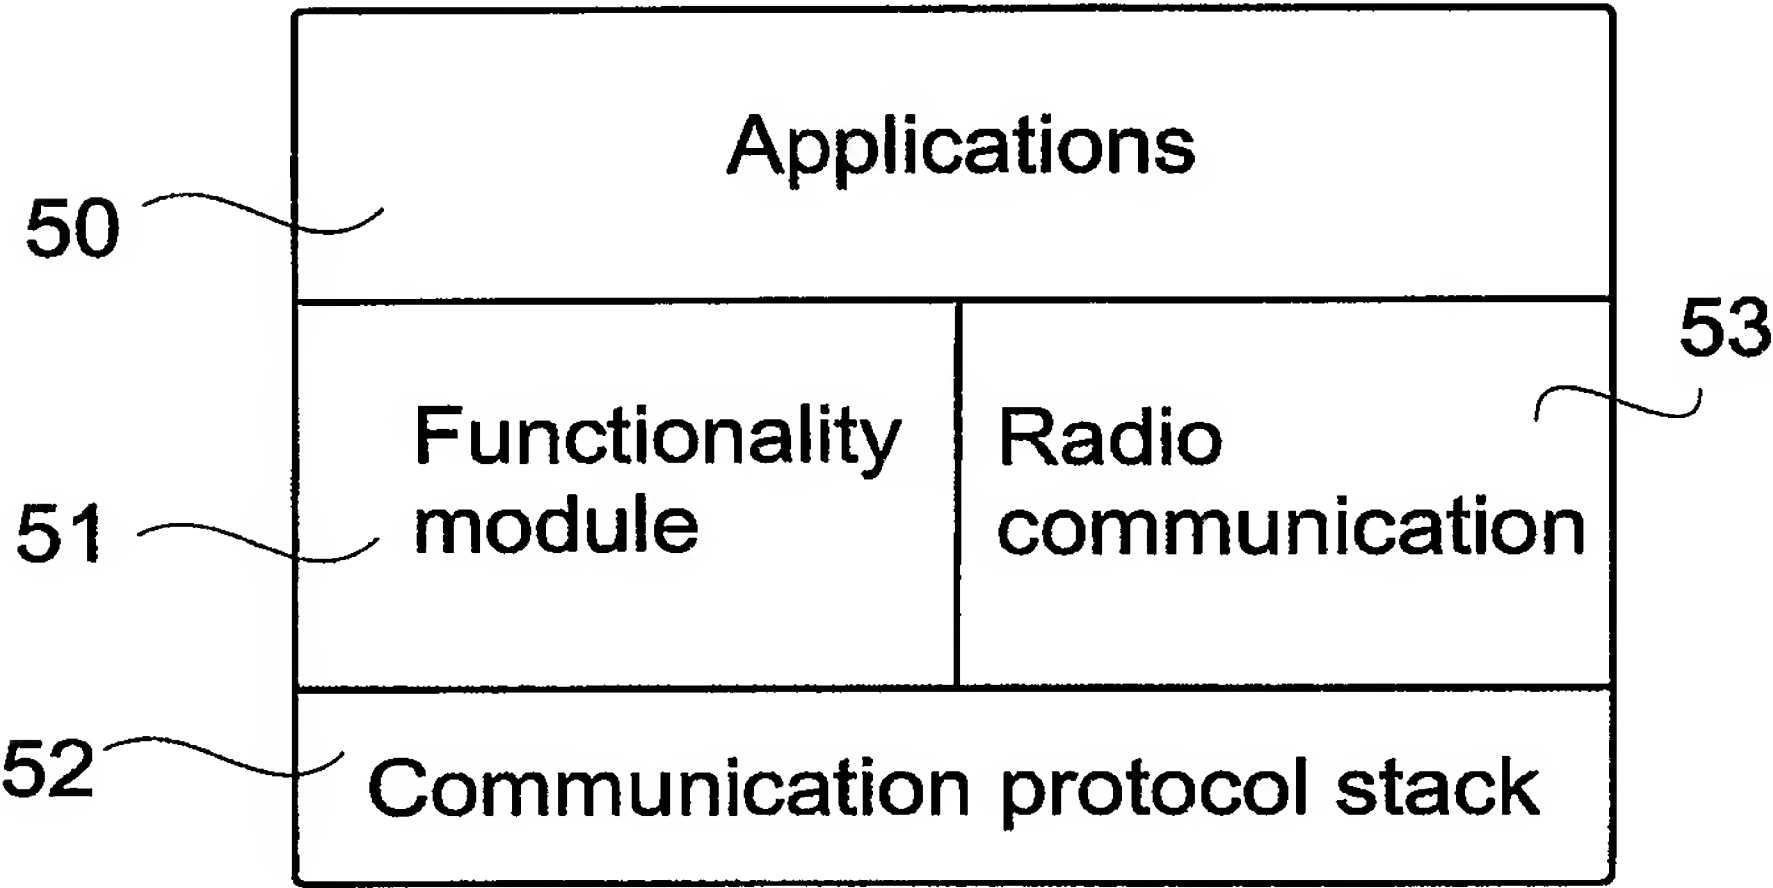 Applications
50
53
Functionality
module
Radio
communication
51
52
Communication protocol stack